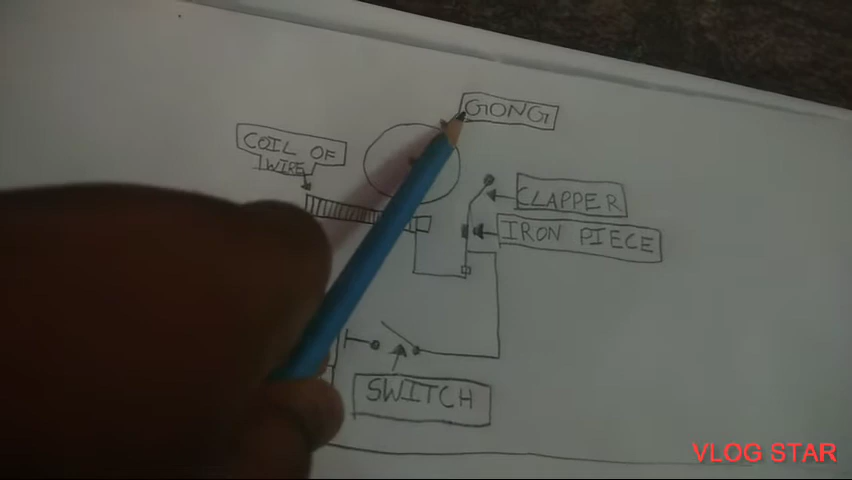 GONG
COIL OF
WIRE
CLAPPER
IRON PIECE
SWITCH
VLOG STAR